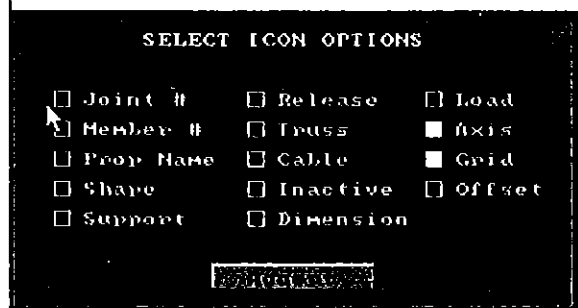 SELECT ICON OPTIONS
Joint # Release Load
Member # Truss Axis
Prop Name Cable Grid
Shape Inactive Offset
Support Dimension